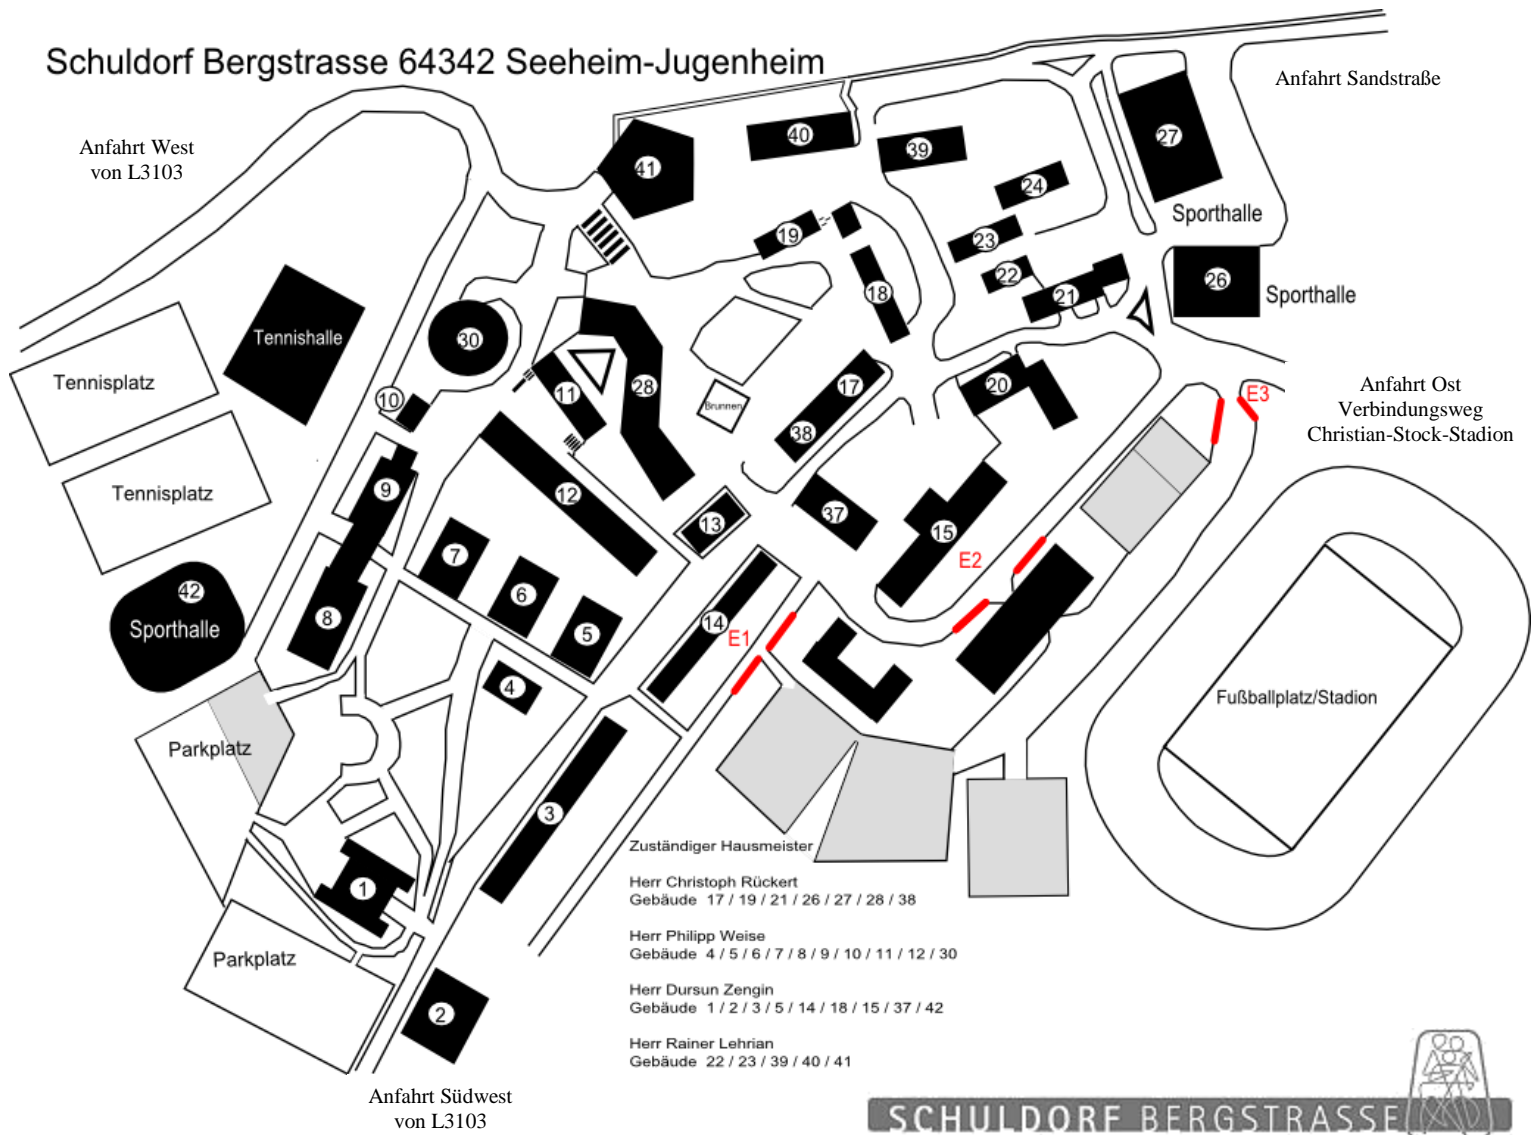 Schuldorf Bergstrasse 64342 Seeheim-Jugenheim
Anfahrt Sandstraße
Anfahrt West
von L3103
41
40
39
27
24
Sporthalle
19
23
22
18
21
26
Sporthalle
Tennishalle
30
Tennisplatz
10
11
28
17
20
Brunnen
38
Anfahrt Ost
Verbindungsweg
Christian-Stock-Stadion
E3
Tennisplatz
9
12
13
37
15
7
E2
42
Sporthalle
6
8
5
14
E1
4
Fußballplatz/Stadion
Parkplatz
3
1
Parkplatz
2
Zuständiger Hausmeister
Herr Christoph Rückert
Gebäude 17 / 19 / 21 / 26 / 27 / 28 / 38
Herr Philipp Weise
Gebäude 4 / 5 / 6 / 7 / 8 / 9 / 10 / 11 / 12 / 30
Herr Dursun Zengin
Gebäude 1 / 2 / 3 / 5 / 14 / 18 / 15 / 37 / 42
Herr Rainer Lehrian
Gebäude 22 / 23 / 39 / 40 / 41
Anfahrt Südwest
von L3103
SCHULDORF BERGSTRASSE